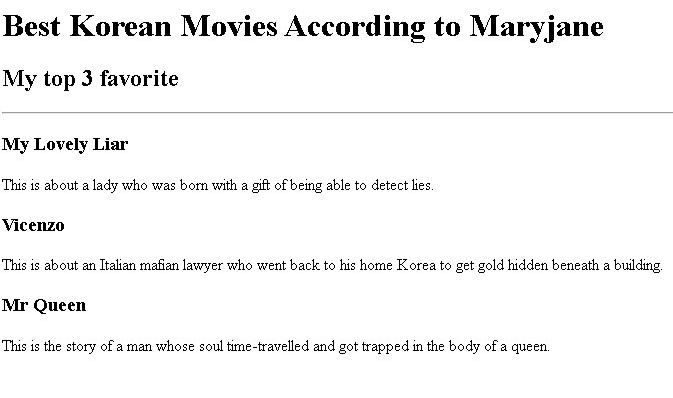 Best Korean Movies According to Maryjane
My top 3 favorite
My Lovely Liar
This is about a lady who was born with a gift of being able to detect lies.
Vicenzo
This is about an Italian mafian lawyer who went back to his home Korea to get gold hidden beneath a building.
Mr Queen
This is the story of a man whose soul time-travelled and got trapped in the body of a queen.